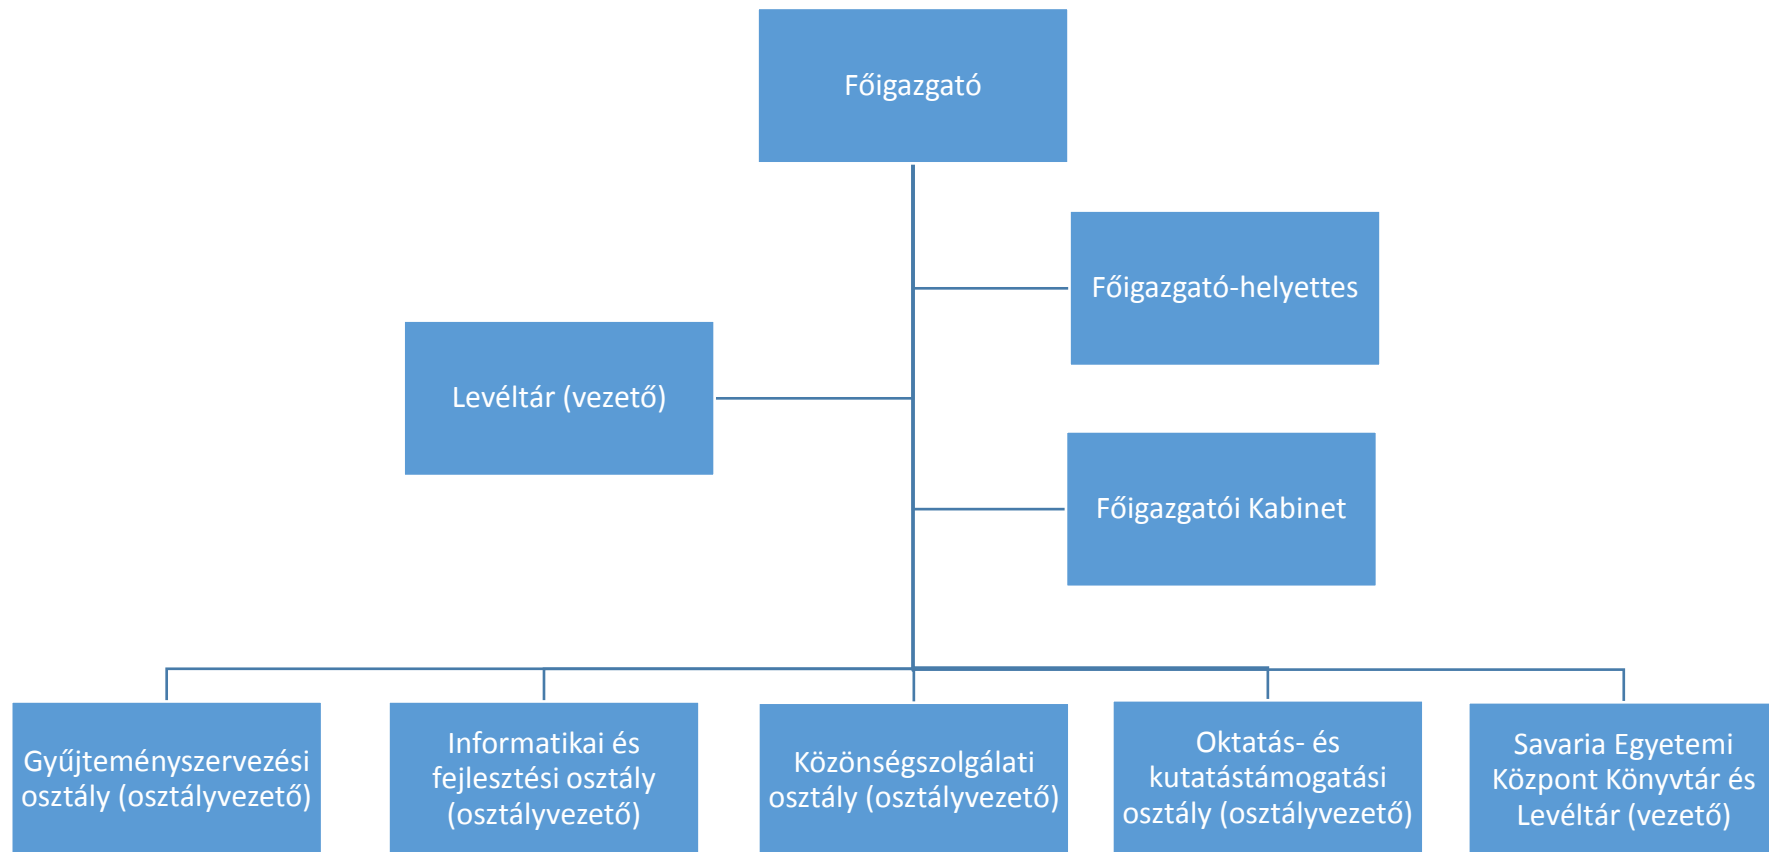 Főigazgató
Főigazgató-helyettes
Levéltár (vezető)
Főigazgatói Kabinet
Gyűjteményszervezési
osztály (osztályvezető)
Informatikai és
fejlesztési osztály
(osztályvezető)
Közönségszolgálati
osztály (osztályvezető)
Oktatás- és
kutatástámogatási
osztály (osztályvezető)
Savaria Egyetemi
Központ Könyvtár és
Levéltár (vezető)